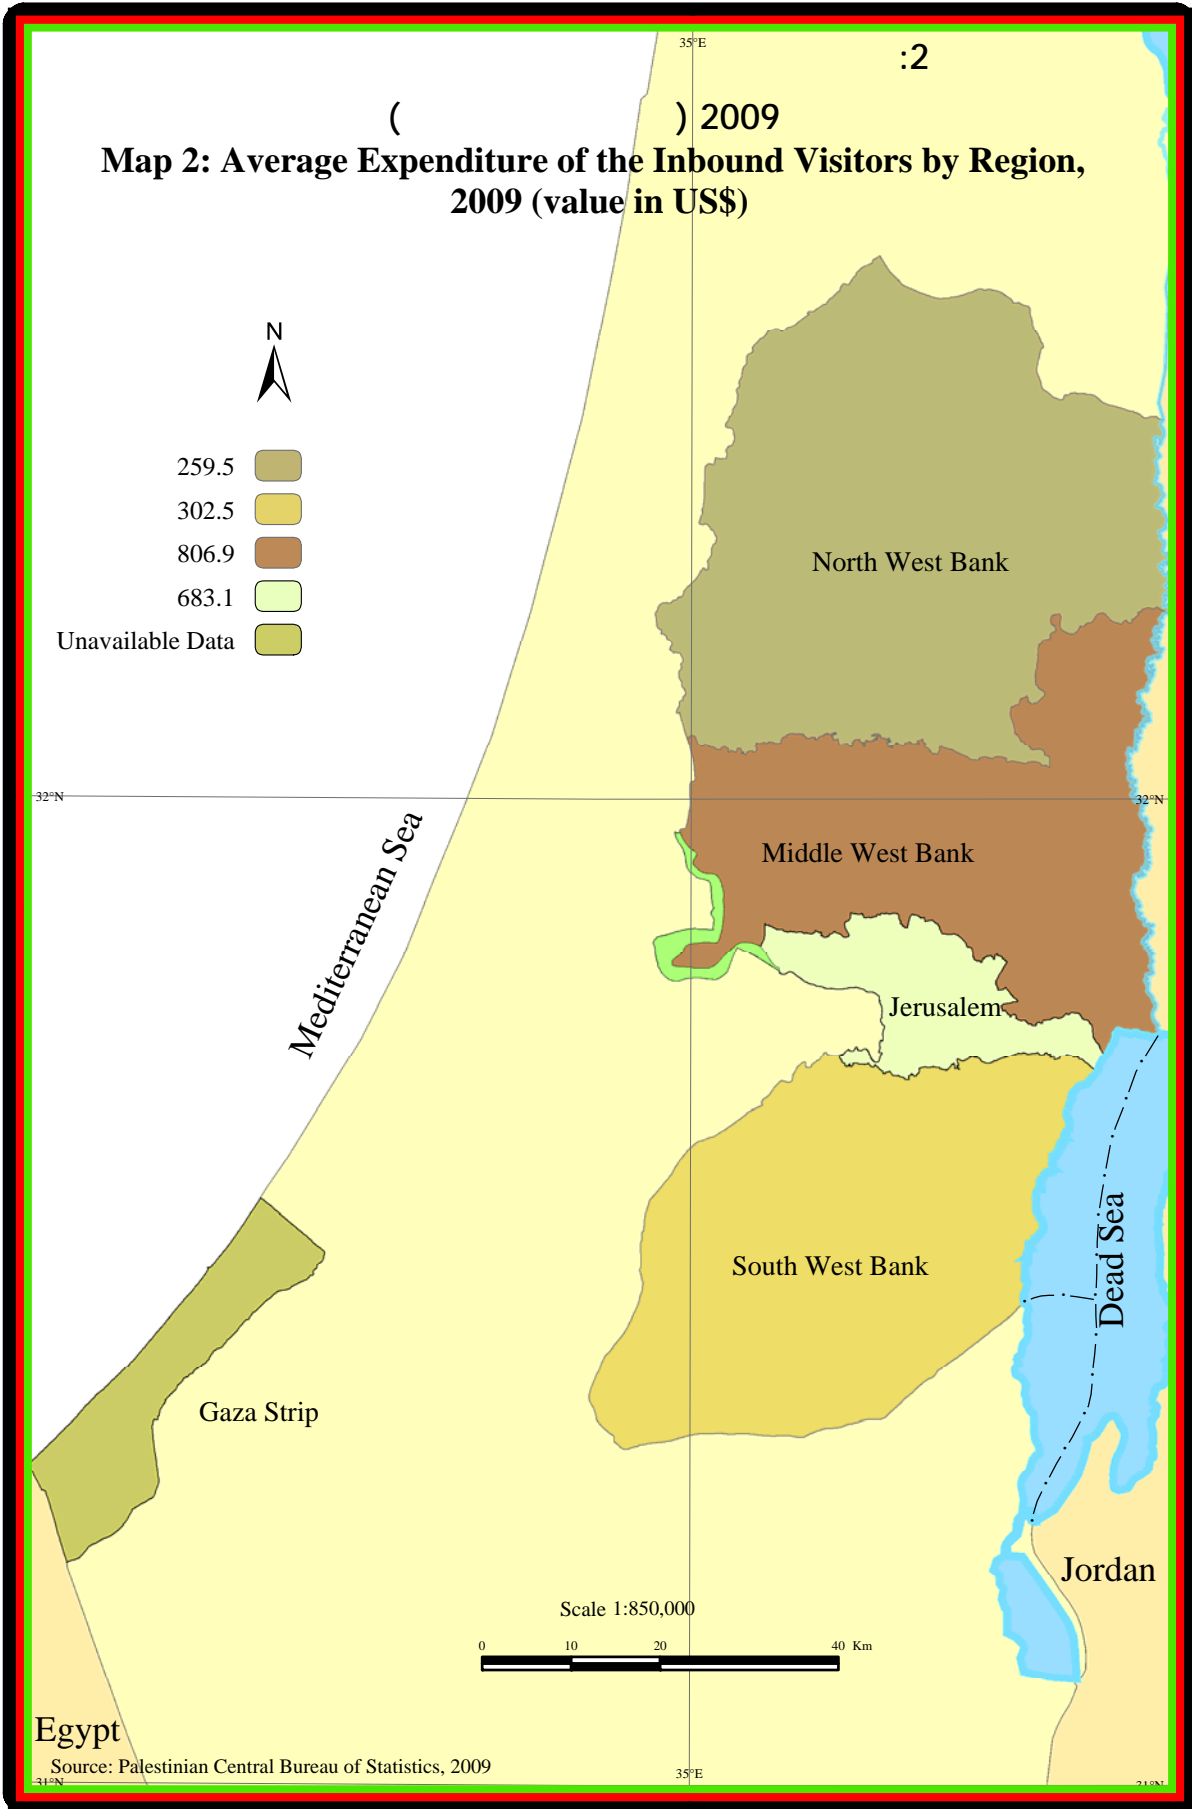 35°E
:2
( ) 2009
Map 2: Average Expenditure of the Inbound Visitors by Region,
2009 (value in US$)
N
259.5
302.5
806.9
683.1
Unavailable Data
North West Bank
32°N
32°N
Middle West Bank
Mediterranean Sea
Jerusalem
Dead Sea
South West Bank
Gaza Strip
Jordan
Scale 1:850,000
0 10 20 40 Km
Egypt
Source: Palestinian Central Bureau of Statistics, 2009
35°E
31°N
31°N